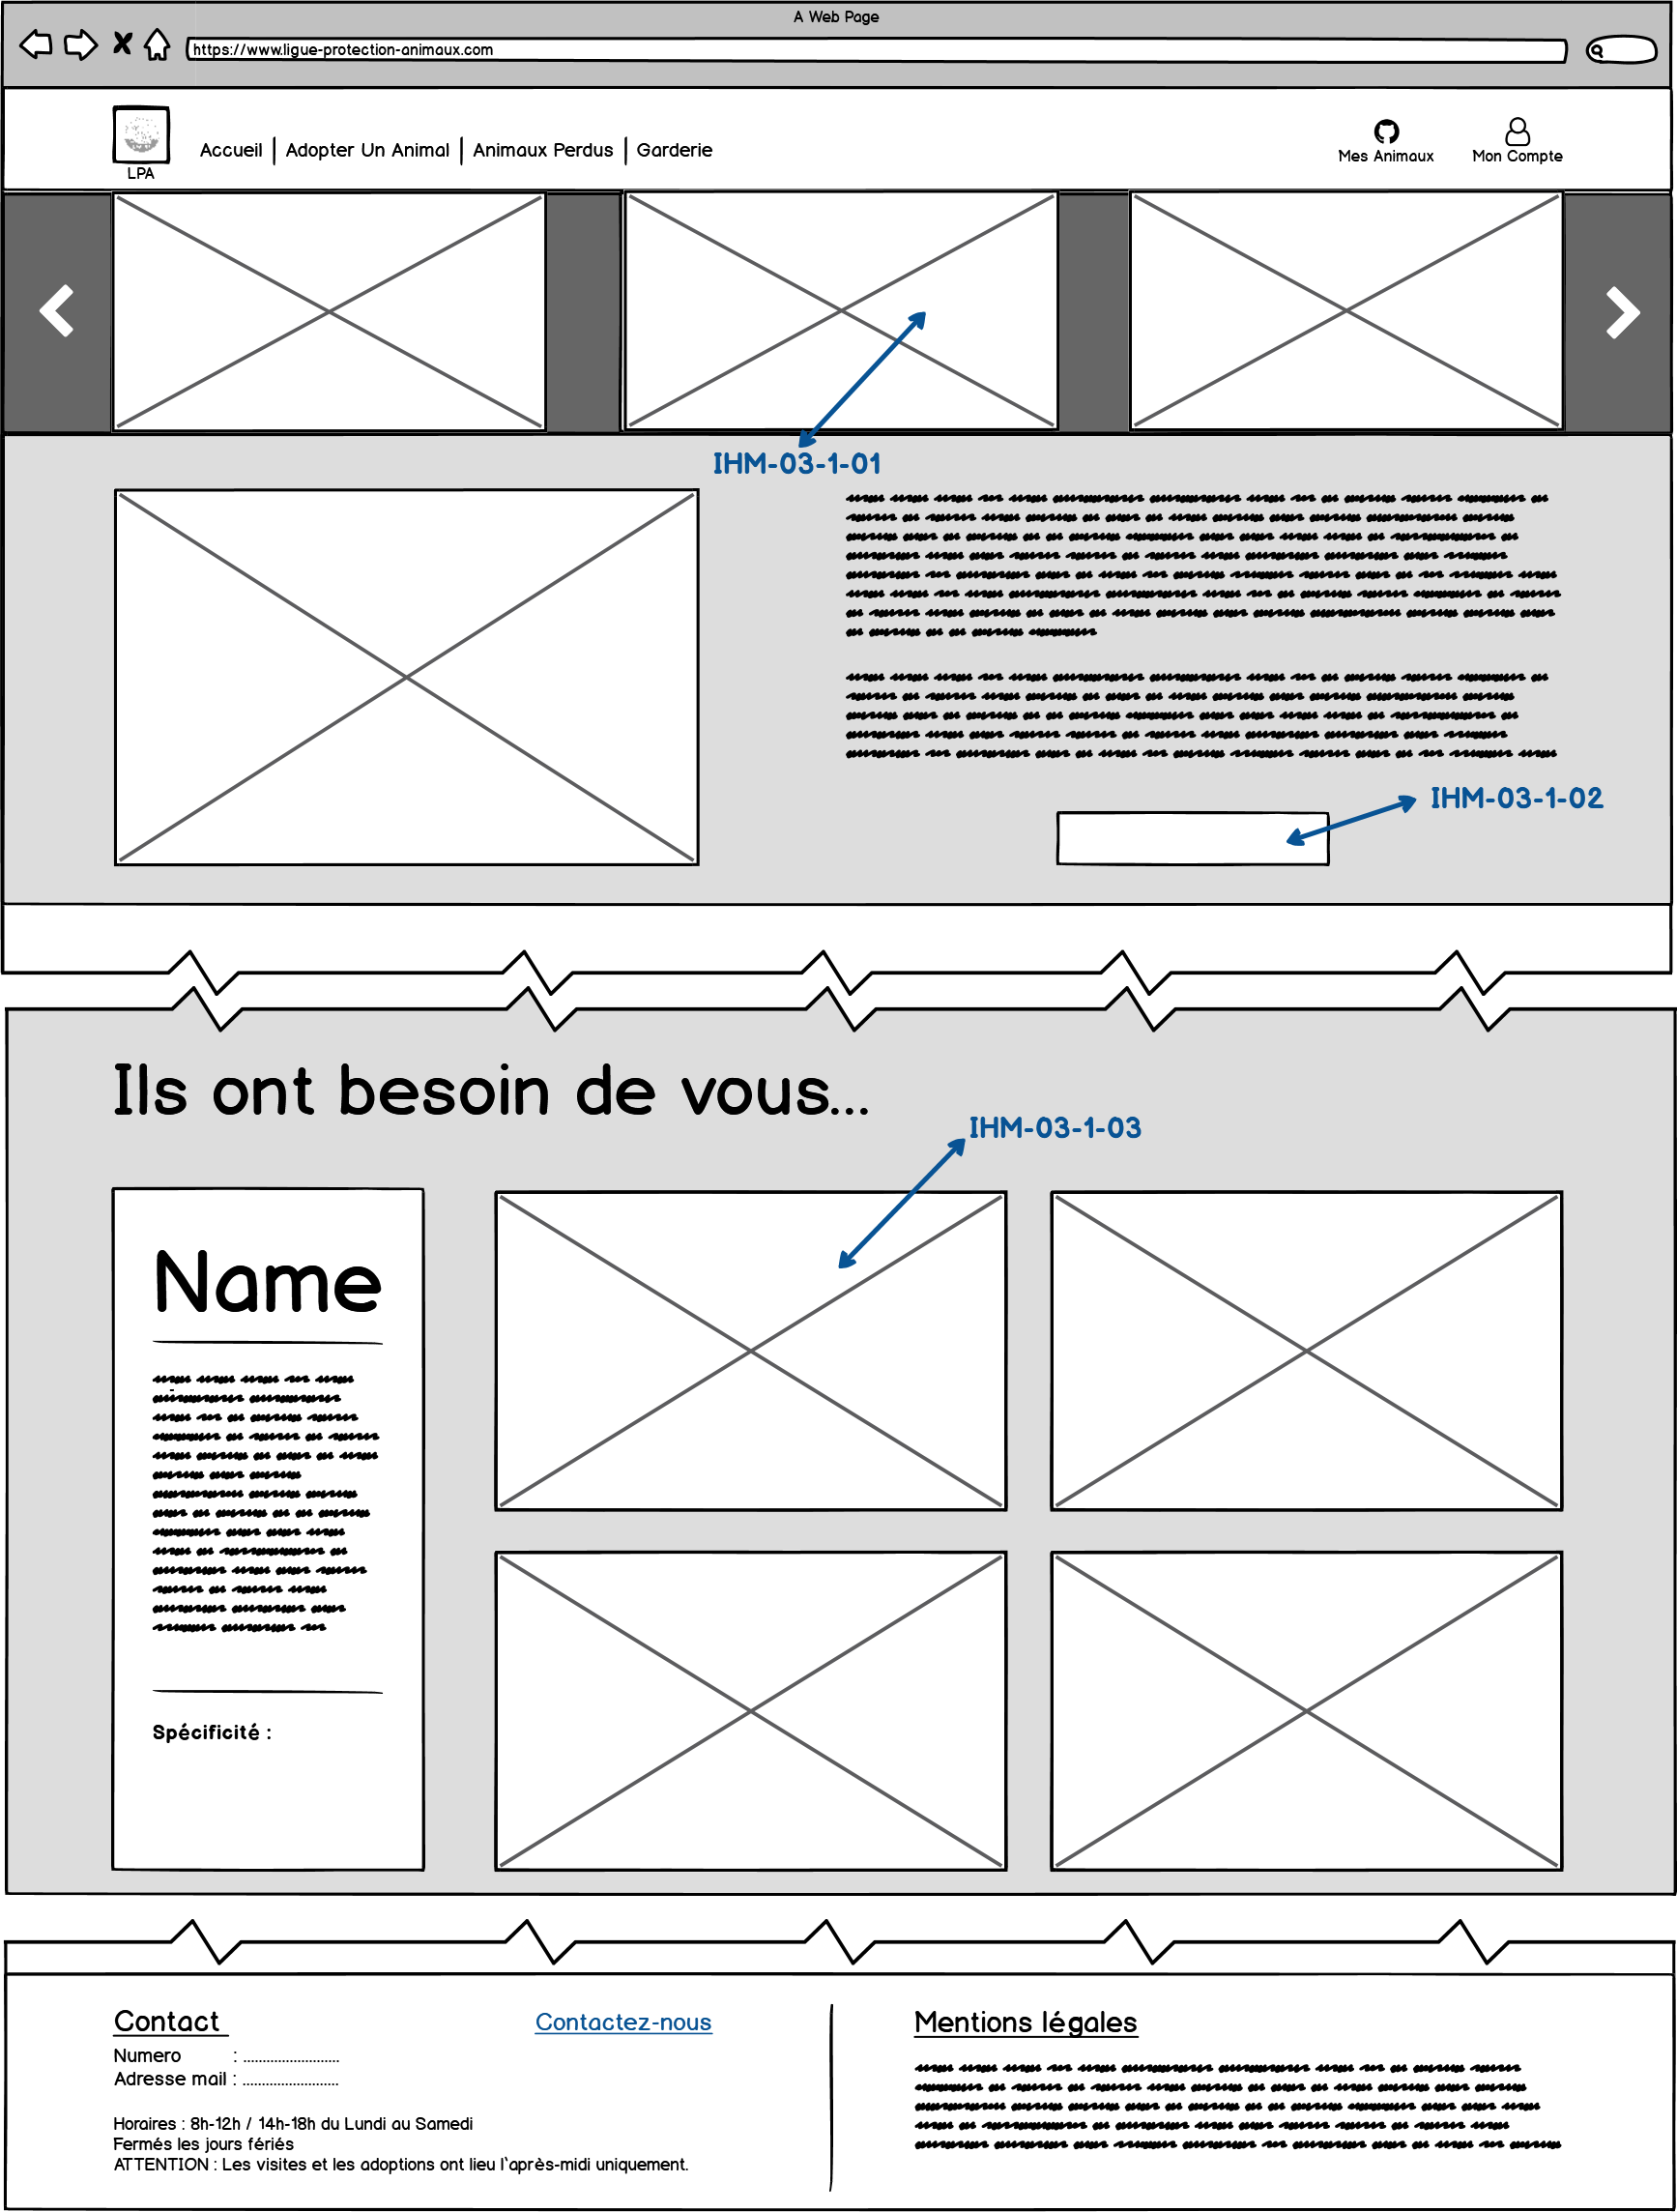 A Web Page
https://www.ligue-protection-animaux.com
LPA
Accueil | Adopter Un Animal | Animaux Perdus | Garderie
Mes Animaux
Mon Compte
IHM-03-1-01
IHM-03-1-02
Ils ont besoin de vous...
IHM-03-1-03
Name
Spécificité :
Contact
Contactez-nous
Numero : .........................
Adresse mail : .........................
Horaires : 8h-12h / 14h-18h du Lundi au Samedi
Fermés les jours fériés
ATTENTION : Les visites et les adoptions ont lieu l'après-midi uniquement.
Mentions légales